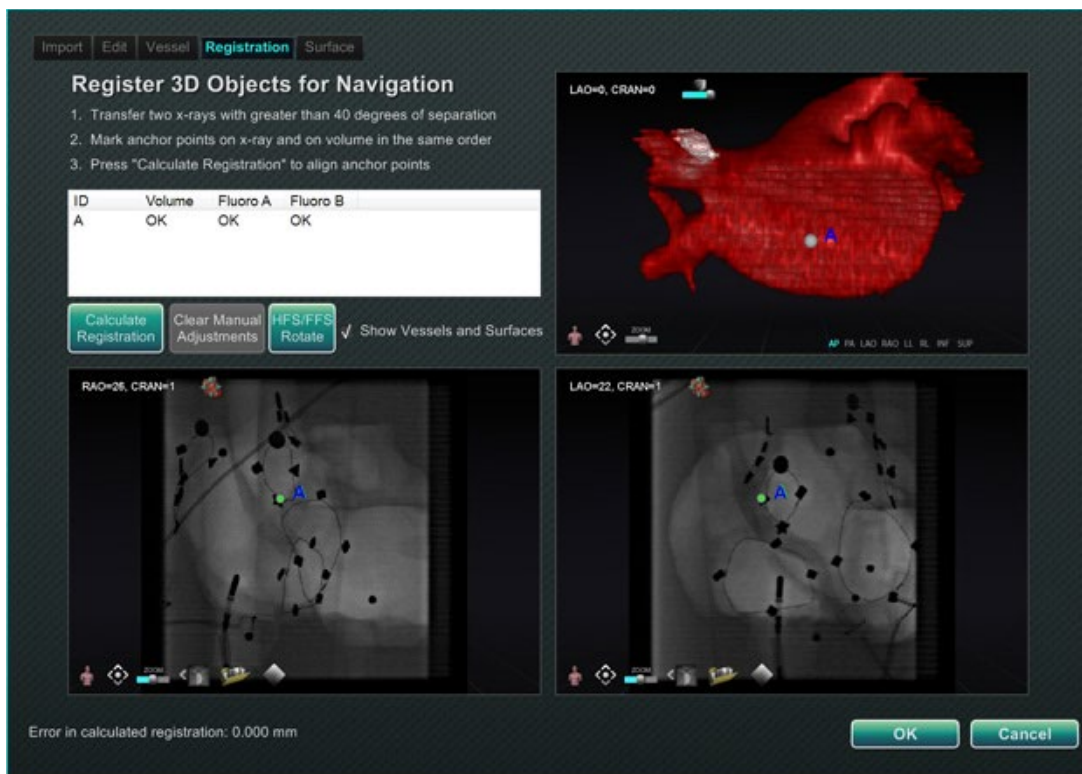 Import Edit Vessel Registration Surface
Register 3D Objects for Navigation
1. Transfer two x-rays with greater than 40 degrees of separation
2. Mark anchor points on x-ray and on volume in the same order
3. Press "Calculate Registration" to align anchor points
ID Volume Fluoro A Fluoro B
A OK OK OK
Calculate Registration
Clear Manual Adjustments
HFS/FFS Rotate
√ Show Vessels and Surfaces
LAO=0, CRAN=0
A
ZOOM
AP PA LAO RAO LL RL INF SUP
RAO=26, CRAN=1
A
ZOOM
LAO=22, CRAN=1
A
ZOOM
Error in calculated registration: 0.000 mm
OK
Cancel